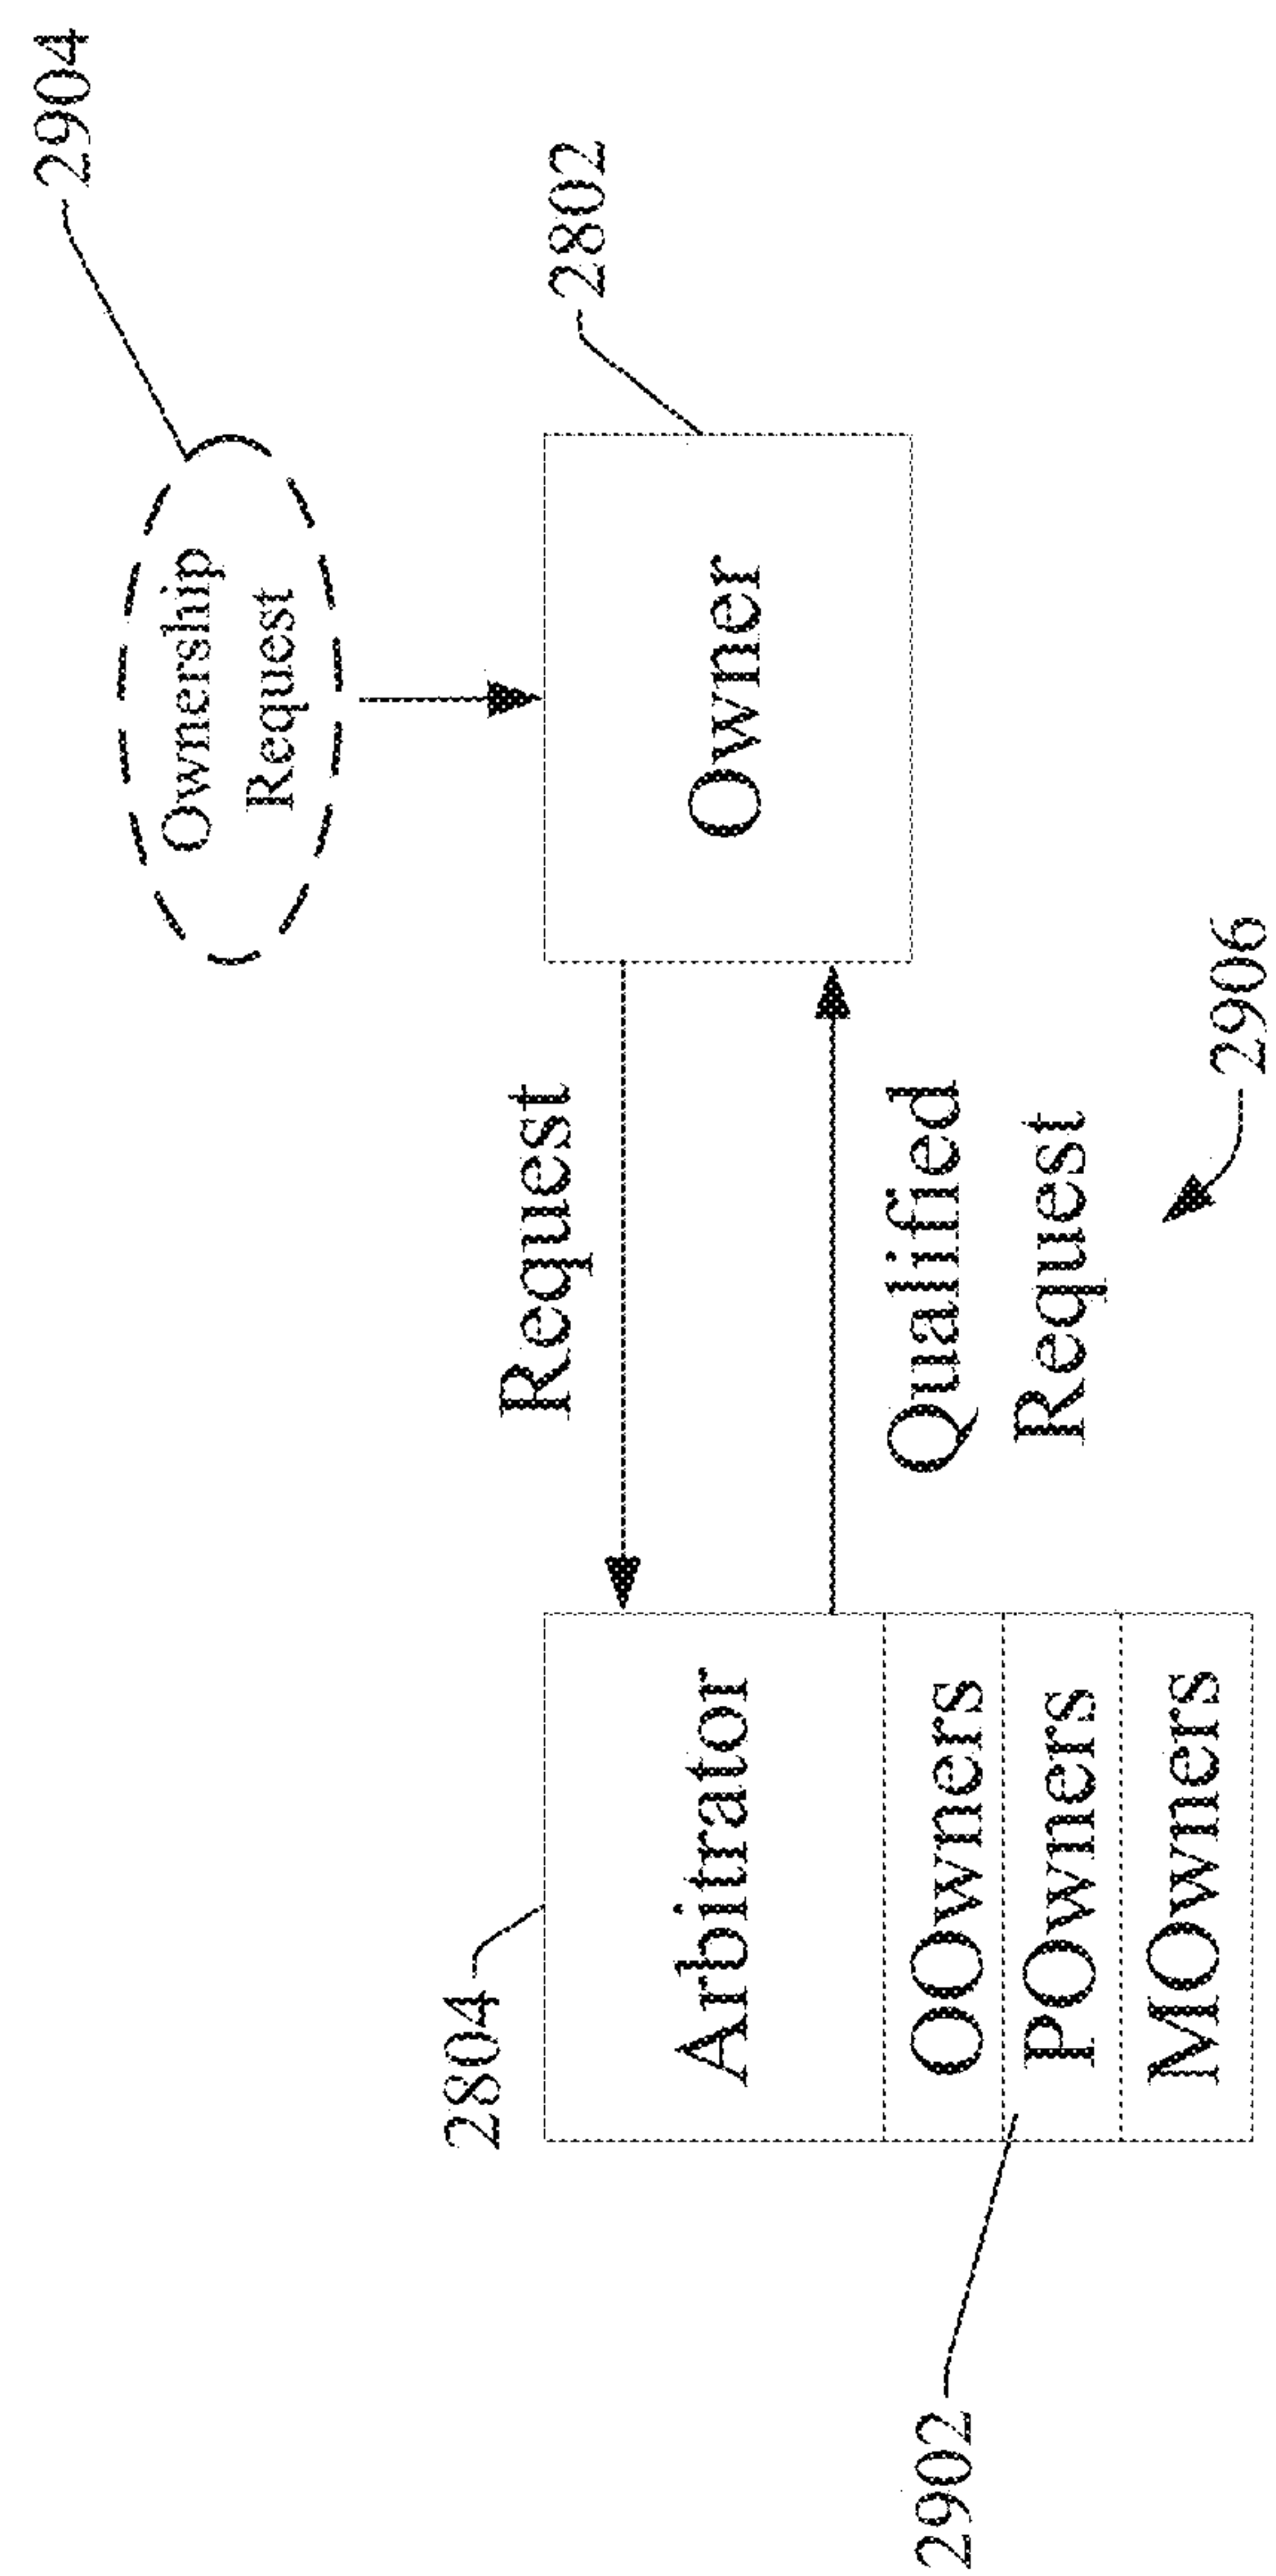 2904
Ownership
Request
2804
Request
2802
Arbitrator
Owner
2902
OOwners
Qualified
POwners
Request
MOwners
2906